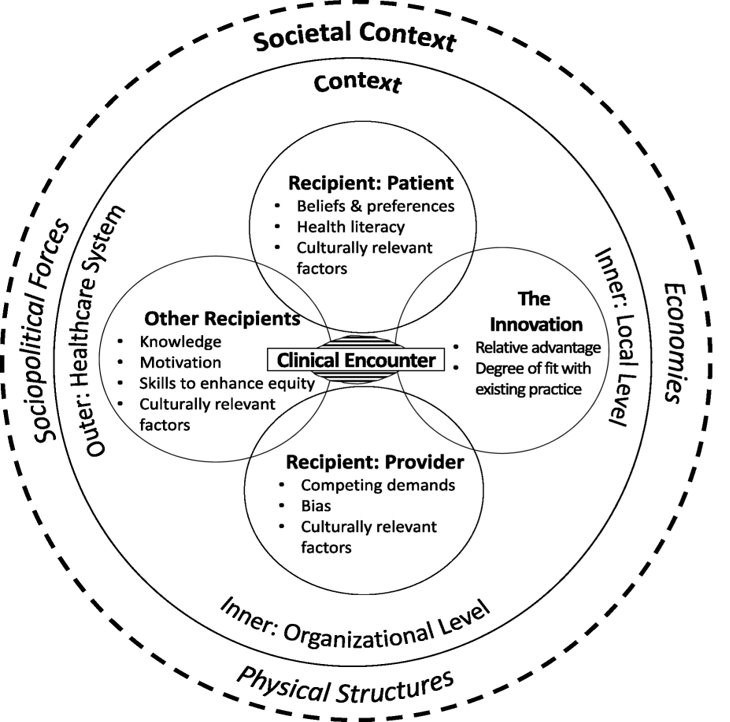 Societal Context
Context
Recipient: Patient
• Beliefs & preferences
• Health literacy
• Culturally relevant
factors
Sociopolitical Forces
Outer: Healthcare System
Other Recipients
• Knowledge
• Motivation
• Skills to enhance equity
• Culturally relevant
factors
Clinical Encounter
The
Innovation
• Relative advantage
• Degree of fit with
existing practice
Inner: Local Level
Economies
Recipient: Provider
• Competing demands
• Bias
• Culturally relevant
factors
Inner: Organizational Level
Physical Structures